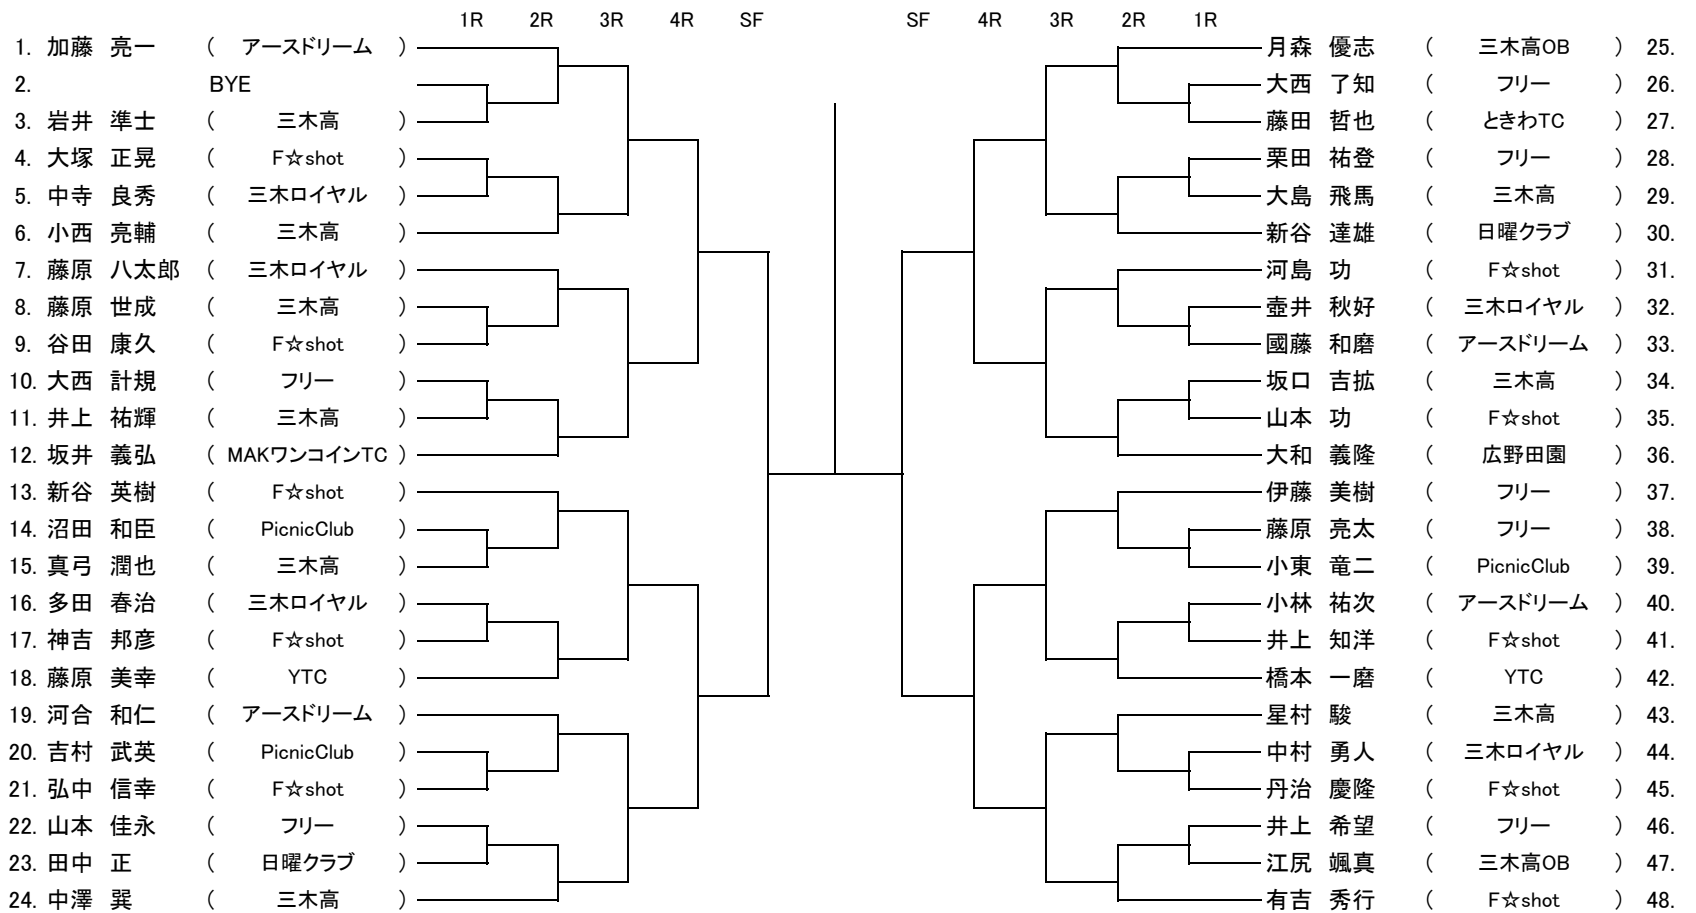 1R 2R 3R 4R SF SF 4R 3R 2R 1R
1. 加藤 亮一 ( アースドリーム ) 月森 優志 ( 三木高OB ) 25.
2. BYE 大西 了知 ( フリー ) 26.
3. 岩井 準士 ( 三木高 ) 藤田 哲也 ( ときわTC ) 27.
4. 大塚 正晃 ( F☆shot ) 栗田 祐登 ( フリー ) 28.
5. 中寺 良秀 ( 三木ロイヤル ) 大島 飛馬 ( 三木高 ) 29.
6. 小西 亮輔 ( 三木高 ) 新谷 達雄 ( 日曜クラブ ) 30.
7. 藤原 八太郎 ( 三木ロイヤル ) 河島 功 ( F☆shot ) 31.
8. 藤原 世成 ( 三木高 ) 壺井 秋好 ( 三木ロイヤル ) 32.
9. 谷田 康久 ( F☆shot ) 國藤 和磨 ( アースドリーム ) 33.
10. 大西 計規 ( フリー ) 坂口 吉拡 ( 三木高 ) 34.
11. 井上 祐輝 ( 三木高 ) 山本 功 ( F☆shot ) 35.
12. 坂井 義弘 ( MAKワンコインTC ) 大和 義隆 ( 広野田園 ) 36.
13. 新谷 英樹 ( F☆shot ) 伊藤 美樹 ( フリー ) 37.
14. 沼田 和臣 ( PicnicClub ) 藤原 亮太 ( フリー ) 38.
15. 真弓 潤也 ( 三木高 ) 小東 竜二 ( PicnicClub ) 39.
16. 多田 春治 ( 三木ロイヤル ) 小林 祐次 ( アースドリーム ) 40.
17. 神吉 邦彦 ( F☆shot ) 井上 知洋 ( F☆shot ) 41.
18. 藤原 美幸 ( YTC ) 橋本 一磨 ( YTC ) 42.
19. 河合 和仁 ( アースドリーム ) 星村 駿 ( 三木高 ) 43.
20. 吉村 武英 ( PicnicClub ) 中村 勇人 ( 三木ロイヤル ) 44.
21. 弘中 信幸 ( F☆shot ) 丹治 慶隆 ( F☆shot ) 45.
22. 山本 佳永 ( フリー ) 井上 希望 ( フリー ) 46.
23. 田中 正 ( 日曜クラブ ) 江尻 颯真 ( 三木高OB ) 47.
24. 中澤 巽 ( 三木高 ) 有吉 秀行 ( F☆shot ) 48.